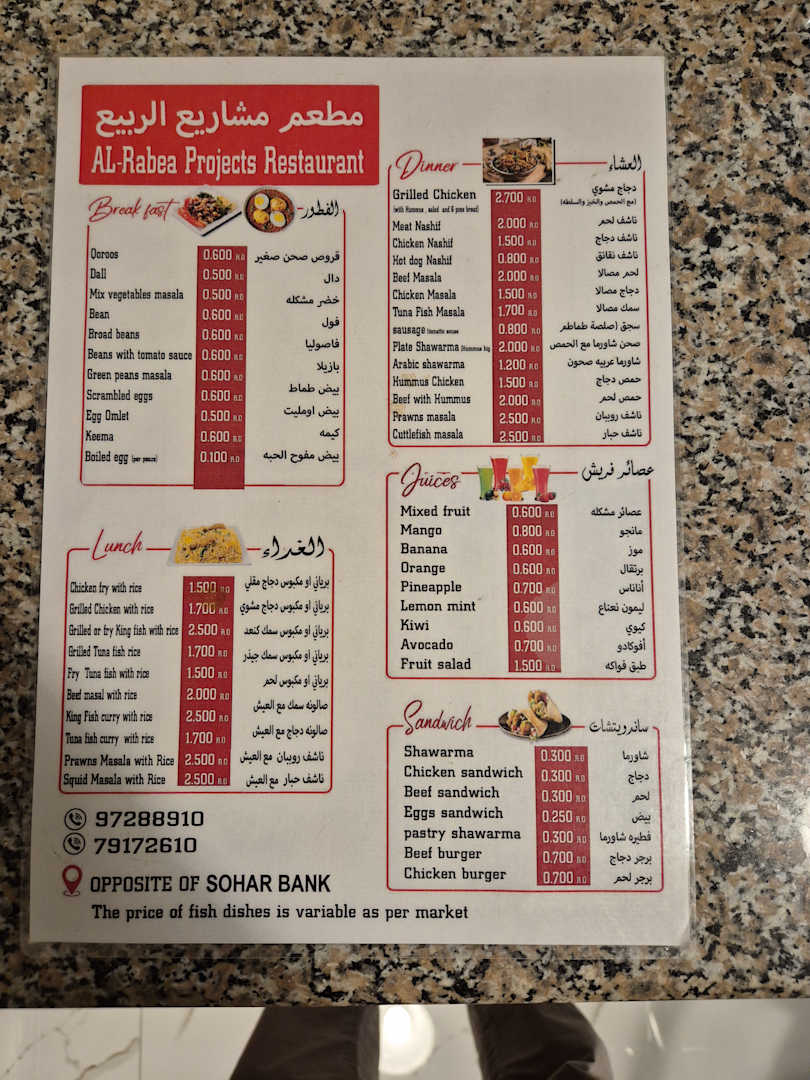 مطعم مشاريع الربيع
AL-Rabea Projects Restaurant
Break fast الفطور
Qoroos 0.600 R.O قروص صحن صغير
Dall 0.500 R.O دال
Mix vegetables masala 0.500 R.O خضر مشكله
Bean 0.600 R.O فول
Broad beans 0.600 R.O فاصوليا
Beans with tomato sauce 0.600 R.O بازيلا
Green peans masala 0.600 R.O بيض طماط
Scrambled eggs 0.600 R.O بيض اومليت
Egg Omlet 0.500 R.O كيمه
Keema 0.600 R.O بيض مفوح الحبه
Boiled egg (per peace) 0.100 R.O
Lunch الغداء
Chicken fry with rice 1.500 R.O برياني او مكبوس دجاج مقلي
Grilled Chicken with rice 1.700 R.O برياني او مكبوس دجاج مشوي
Grilled or fry King fish with rice 2.500 R.O برياني او مكبوس سمك كنعد
Grilled Tuna fish rice 1.700 R.O برياني او مكبوس سمك جيذر
Fry Tuna fish with rice 1.500 R.O برياني او مكبوس لحم
Beef masal with rice 2.000 R.O صالونه سمك مع العيش
King Fish curry with rice 2.500 R.O صالونه دجاج مع العيش
Tuna fish curry with rice 1.700 R.O
Prawns Masala with Rice 2.500 R.O ناشف روبيان مع العيش
Squid Masala with Rice 2.500 R.O ناشف حبار مع العيش
97288910
79172610
OPPOSITE OF SOHAR BANK
The price of fish dishes is variable as per market
Dinner العشاء
Grilled Chicken 2.700 R.O دجاج مشوي
(with Hummus , salad and 6 pcss bread) (مع الحمص والخبز والسلطه)
Meat Nashif 2.000 R.O ناشف لحم
Chicken Nashif 1.500 R.O ناشف دجاج
Hot dog Nashif 0.800 R.O ناشف نقانق
Beef Masala 2.000 R.O لحم مصالا
Chicken Masala 1.500 R.O دجاج مصالا
Tuna Fish Masala 1.700 R.O سمك مصالا
sausage 0.800 R.O سجق (صلصة طماطم
Plate Shawarma (Hummus big 2.000 R.O صحن شاورما مع الحمص
Arabic shawarma 1.200 R.O شاورما عربيه صحون
Hummus Chicken 1.500 R.O حمص دجاج
Beef with Hummus 2.000 R.O حمص لحم
Prawns masala 2.500 R.O ناشف روبيان
Cuttlefish masala 2.500 R.O ناشف حبار
Juices عصائر فريش
Mixed fruit 0.600 R.O عصائر مشكله
Mango 0.800 R.O مانجو
Banana 0.600 R.O موز
Orange 0.600 R.O برتقال
Pineapple 0.700 R.O أناناس
Lemon mint 0.600 R.O ليمون نعناع
Kiwi 0.600 R.O كيوي
Avocado 0.700 R.O أفوكادو
Fruit salad 1.500 R.O طبق فواكه
Sandwich ساندرويتشات
Shawarma 0.300 R.O شاورما
Chicken sandwich 0.300 R.O دجاج
Beef sandwich 0.300 R.O لحم
Eggs sandwich 0.250 R.O بيض
pastry shawarma 0.300 R.O فطيره شاورما
Beef burger 0.700 R.O برجر دجاج
Chicken burger 0.700 R.O برجر لحم